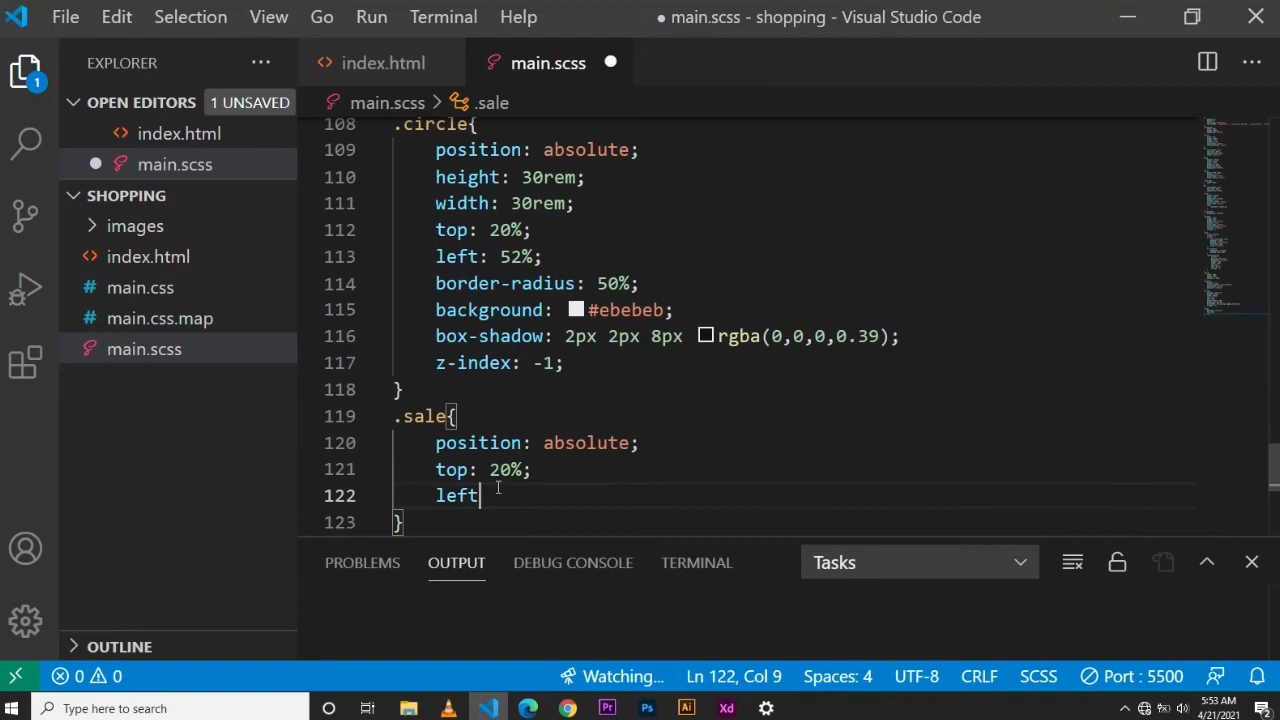 File Edit Selection View Go Run Terminal Help ● main.scss - shopping - Visual Studio Code
EXPLORER
index.html main.scss
OPEN EDITORS 1 UNSAVED
main.scss > .sale
index.html
main.scss
SHOPPING
images
index.html
main.css
main.css.map
main.scss
OUTLINE
1
108 .circle{
109 position: absolute;
110 height: 30rem;
111 width: 30rem;
112 top: 20%;
113 left: 52%;
114 border-radius: 50%;
115 background: #ebebeb;
116 box-shadow: 2px 2px 8px rgba(0,0,0,0.39);
117 z-index: -1;
118 }
119 .sale{
120 position: absolute;
121 top: 20%;
122 left
123 }
PROBLEMS OUTPUT DEBUG CONSOLE TERMINAL Tasks
0 0 Watching... Ln 122, Col 9 Spaces: 4 UTF-8 CRLF SCSS Port : 5500
Type here to search Pr Ps Ai Xd 5:53 AM
4/21/2021 2